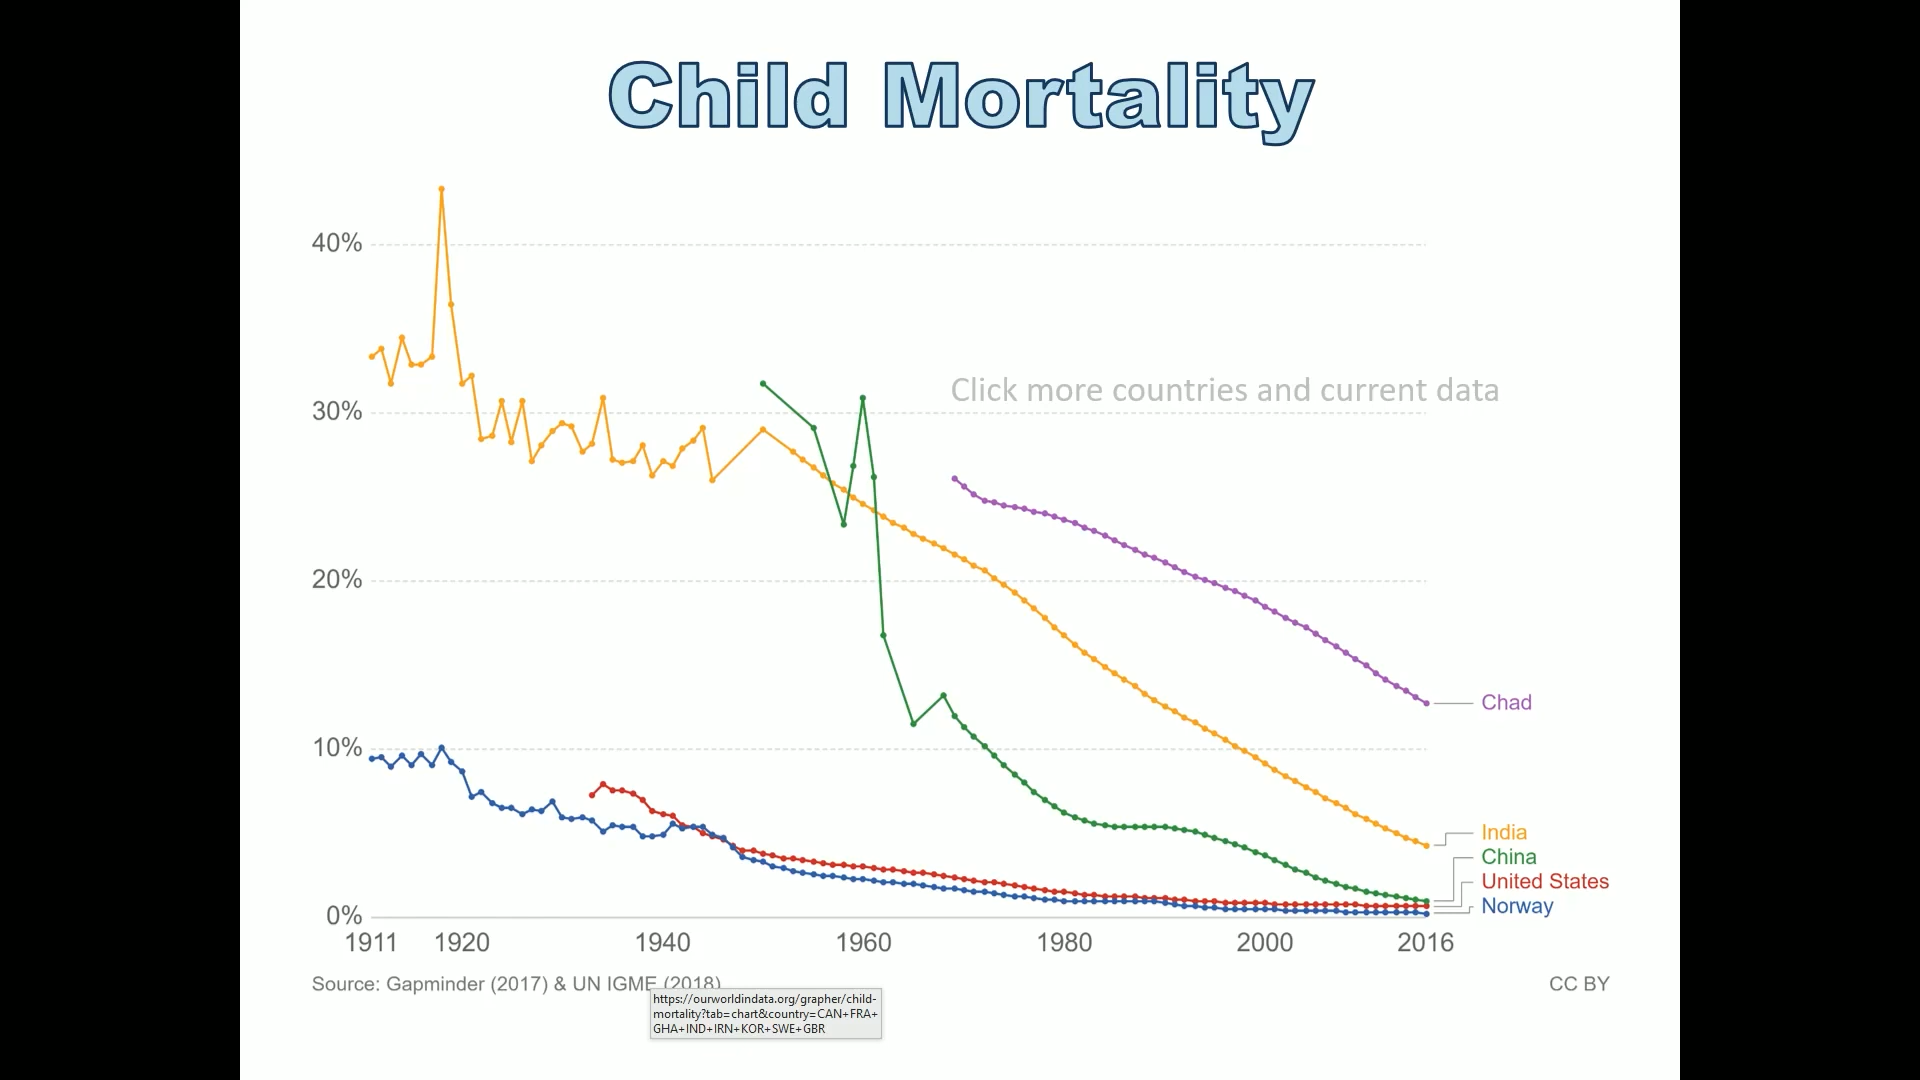 Child Mortality
40%
Click more countries and current data
30%
20%
Chad
10%
India
China
United States
Norway
0%
1911 1920 1940 1960 1980 2000 2016
Source: Gapminder (2017) & UN IGME (2018)
CC BY
https://ourworldindata.org/grapher/child-
mortality?tab=chart&country=CAN+FRA+
GHA+IND+IRN+KOR+SWE+GBR